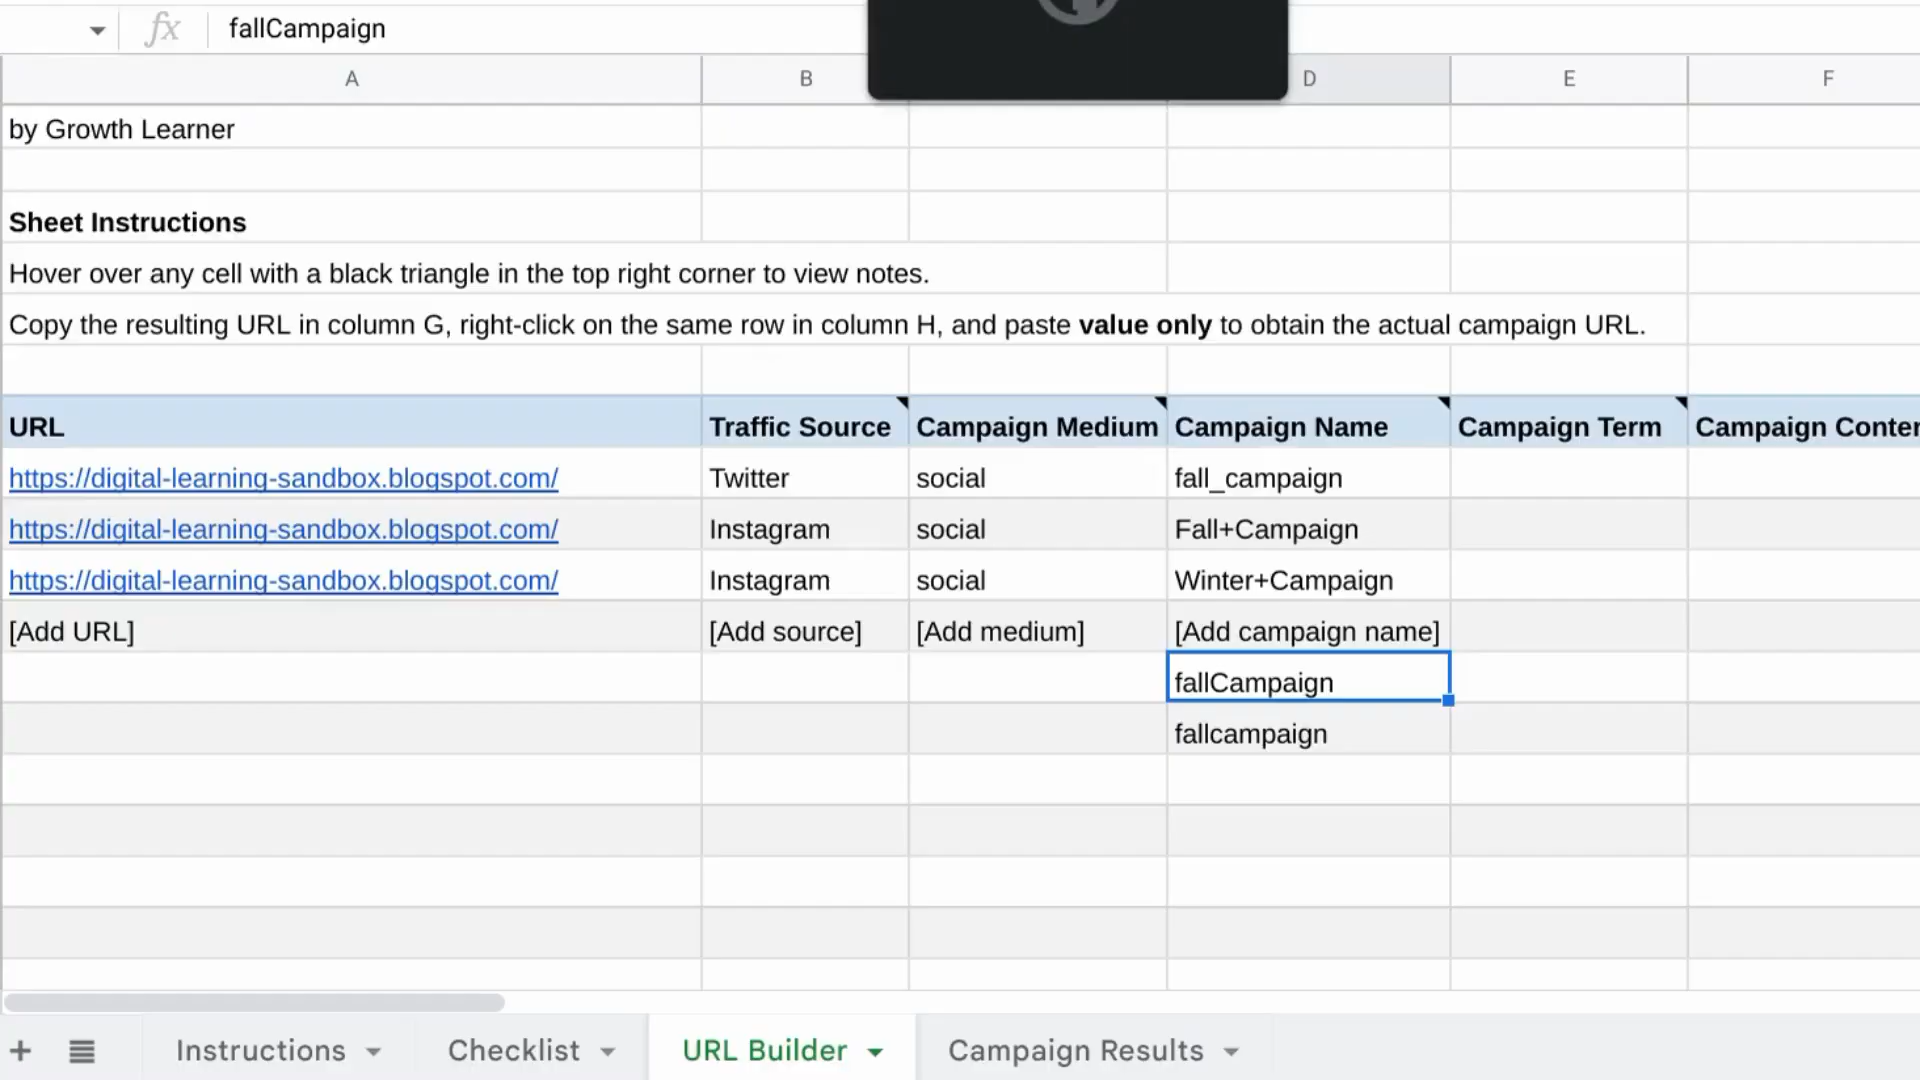 fx fallCampaign
A B D E F
by Growth Learner
Sheet Instructions
Hover over any cell with a black triangle in the top right corner to view notes.
Copy the resulting URL in column G, right-click on the same row in column H, and paste value only to obtain the actual campaign URL.
URL Traffic Source Campaign Medium Campaign Name Campaign Term Campaign Conter
https://digital-learning-sandbox.blogspot.com/ Twitter social fall_campaign
https://digital-learning-sandbox.blogspot.com/ Instagram social Fall+Campaign
https://digital-learning-sandbox.blogspot.com/ Instagram social Winter+Campaign
[Add URL] [Add source] [Add medium] [Add campaign name]
fallCampaign
fallcampaign
+ Instructions Checklist URL Builder Campaign Results